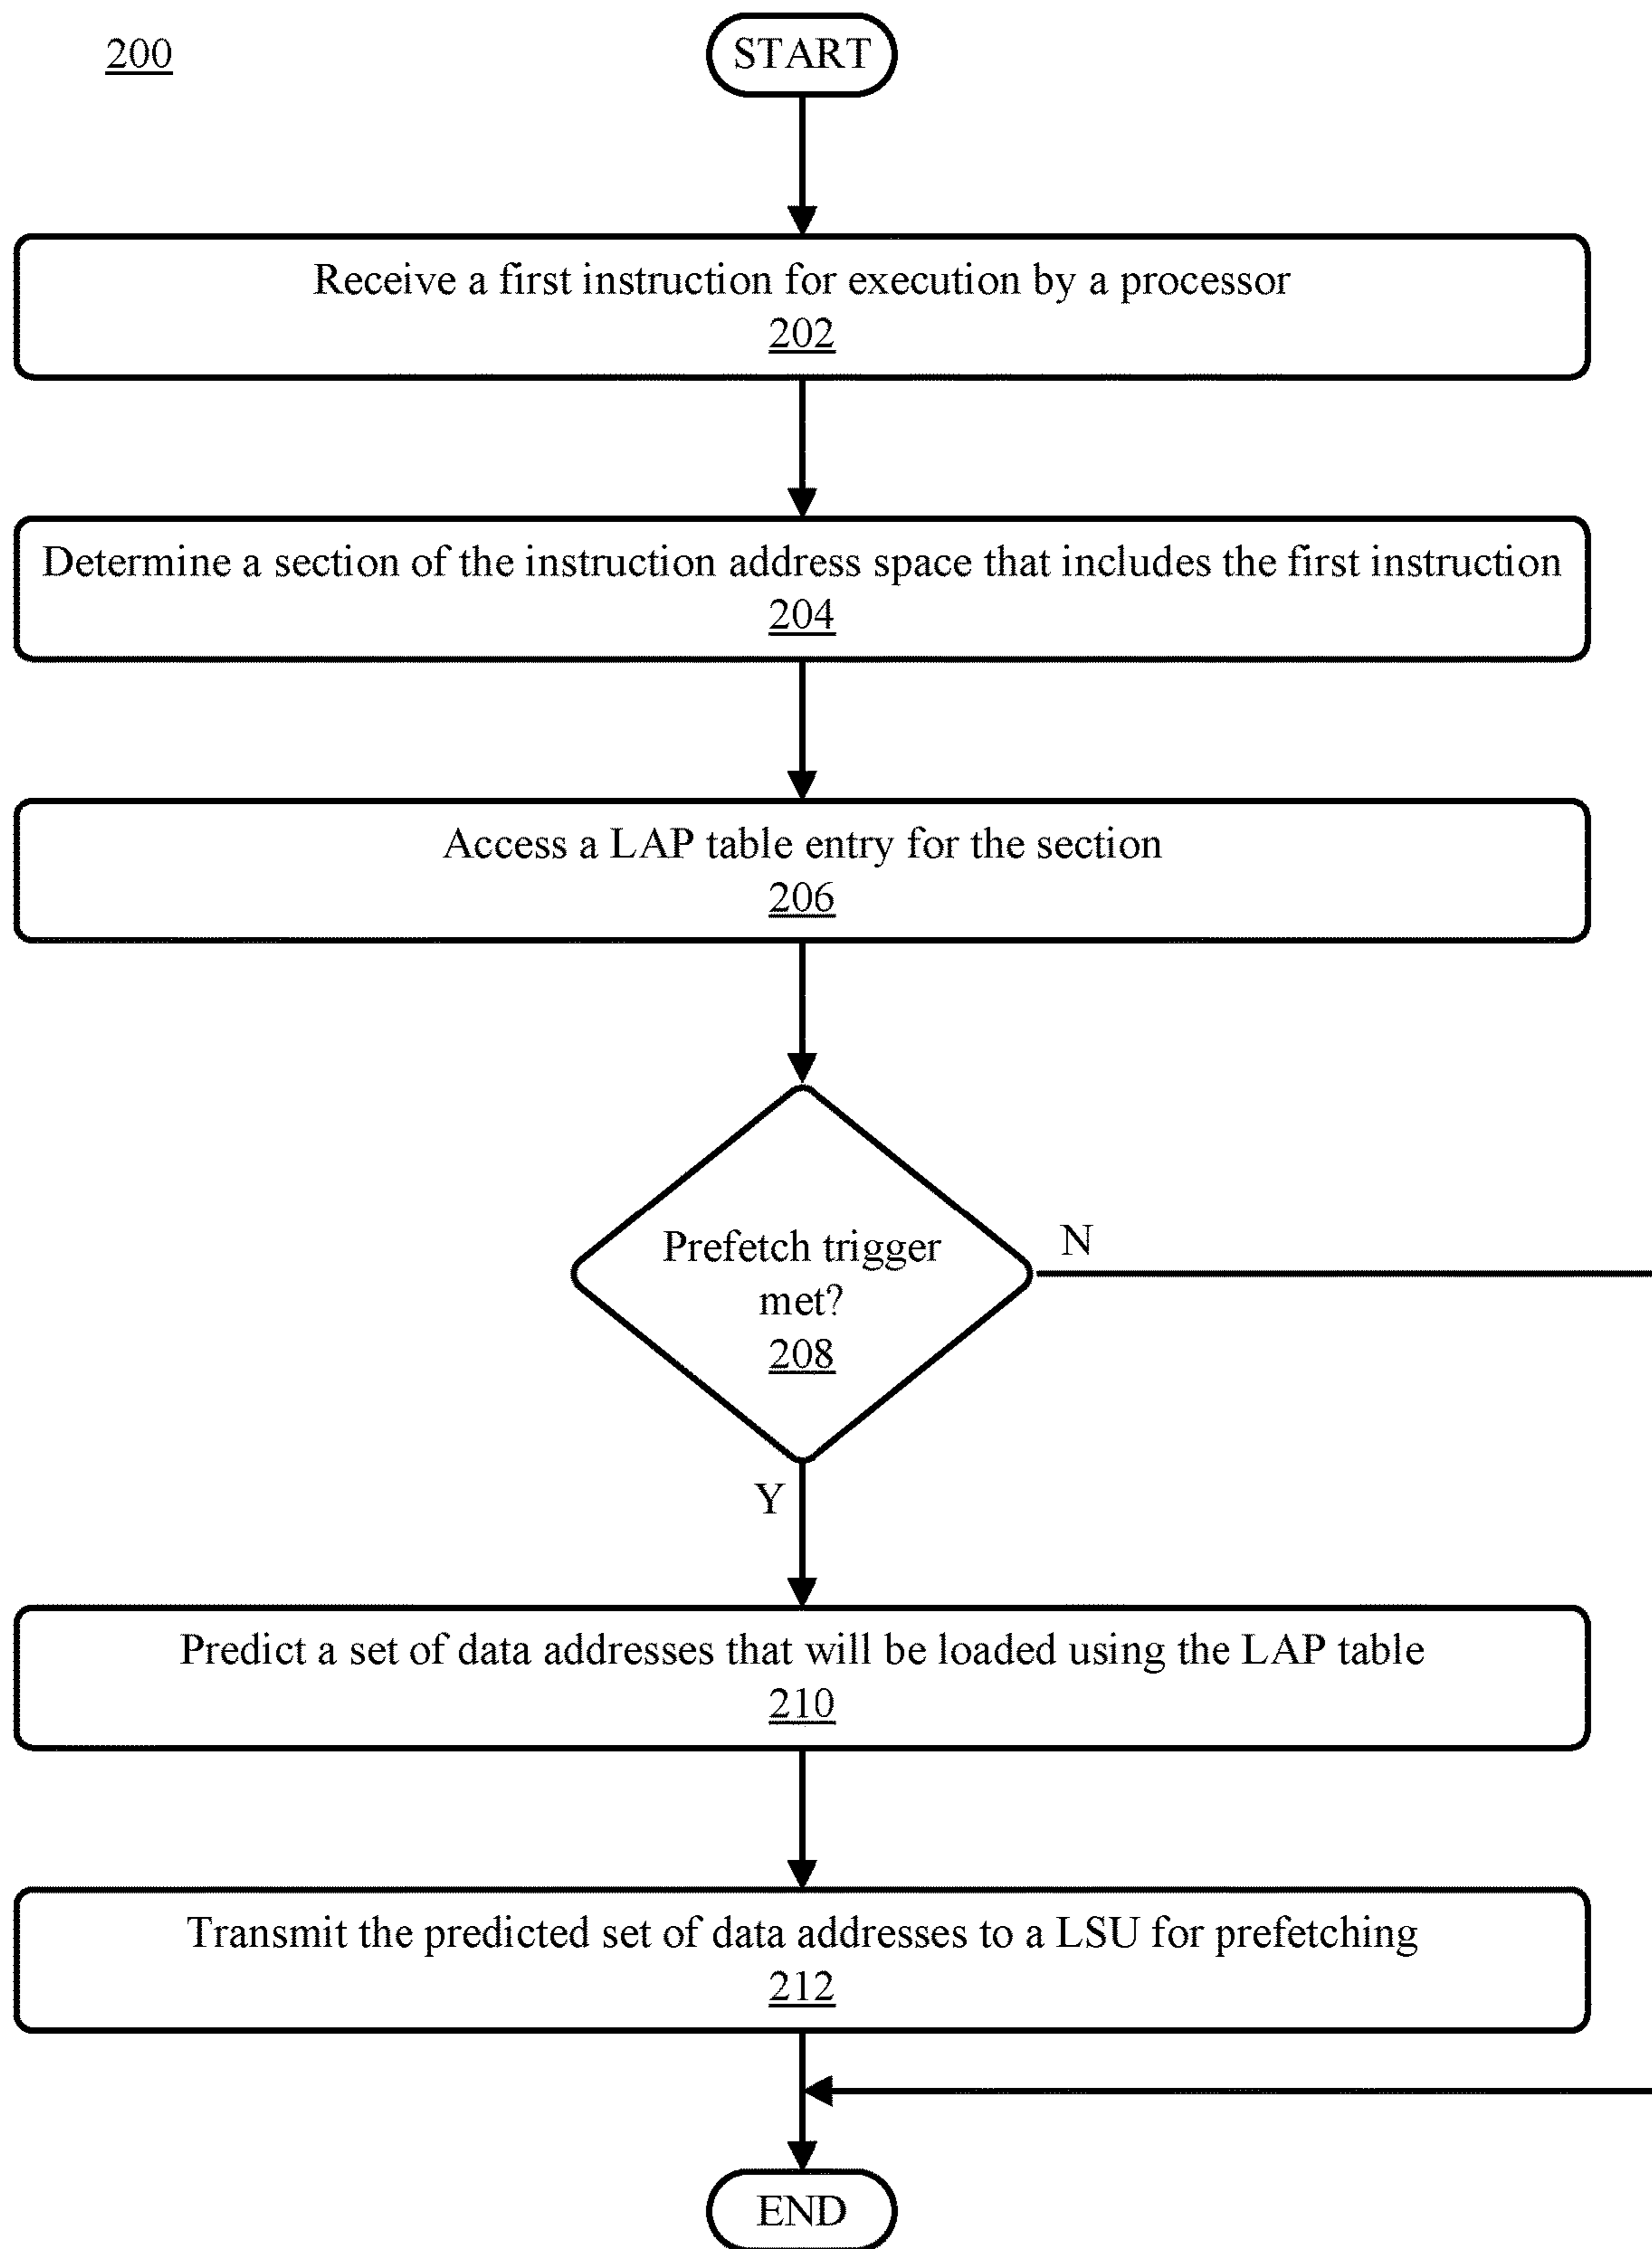 200
START
Receive a first instruction for execution by a processor
202
Determine a section of the instruction address space that includes the first instruction
204
Access a LAP table entry for the section
206
Prefetch trigger
met?
208
N
Y
Predict a set of data addresses that will be loaded using the LAP table
210
Transmit the predicted set of data addresses to a LSU for prefetching
212
END